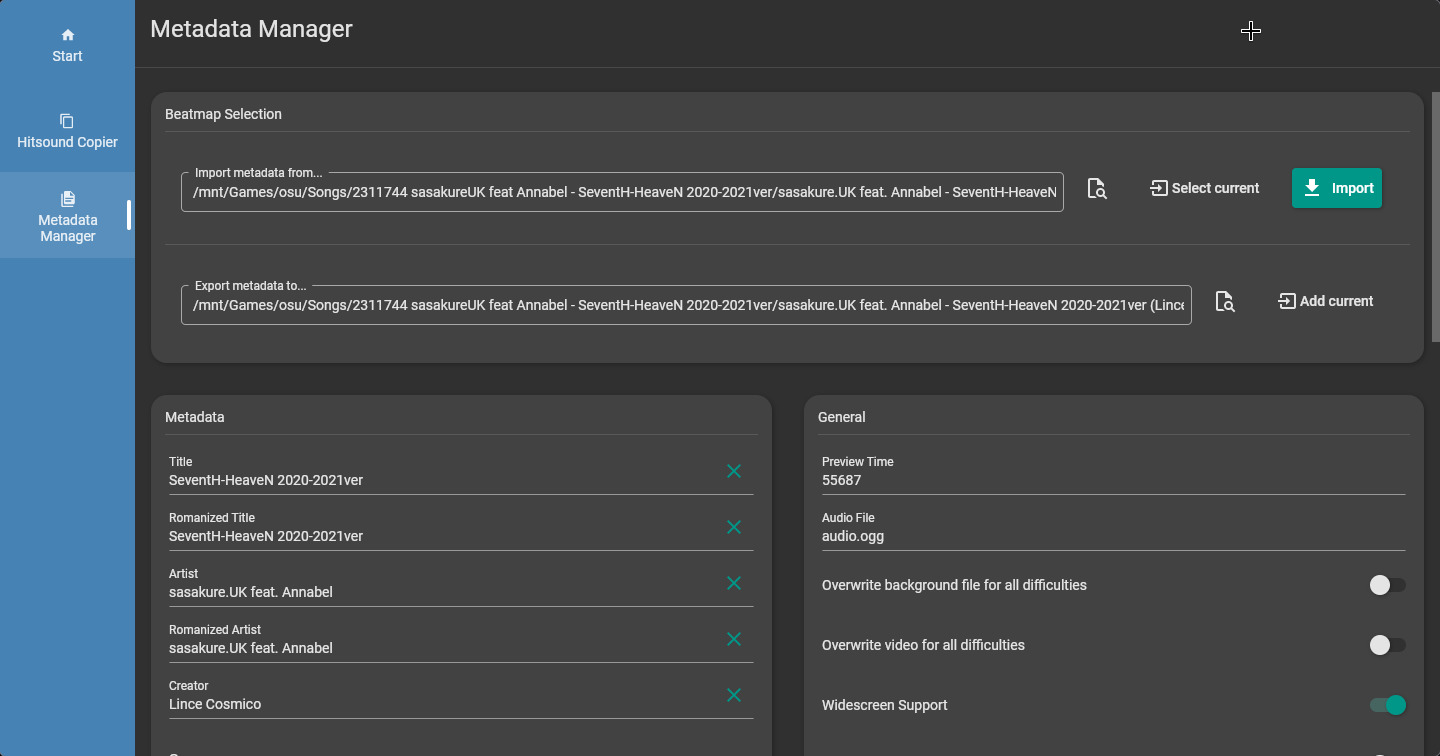 Start
Hitsound Copier
Metadata
Manager
Metadata Manager
Beatmap Selection
Import metadata from...
/mnt/Games/osu/Songs/2311744 sasakureUK feat Annabel - SeventH-HeaveN 2020-2021ver/sasakure.UK feat. Annabel - SeventH-HeaveN
Select current
Import
Export metadata to...
/mnt/Games/osu/Songs/2311744 sasakureUK feat Annabel - SeventH-HeaveN 2020-2021ver/sasakure.UK feat. Annabel - SeventH-HeaveN 2020-2021ver (Lince
Add current
Metadata
Title
SeventH-HeaveN 2020-2021ver
Romanized Title
SeventH-HeaveN 2020-2021ver
Artist
sasakure.UK feat. Annabel
Romanized Artist
sasakure.UK feat. Annabel
Creator
Lince Cosmico
General
Preview Time
55687
Audio File
audio.ogg
Overwrite background file for all difficulties
Overwrite video for all difficulties
Widescreen Support